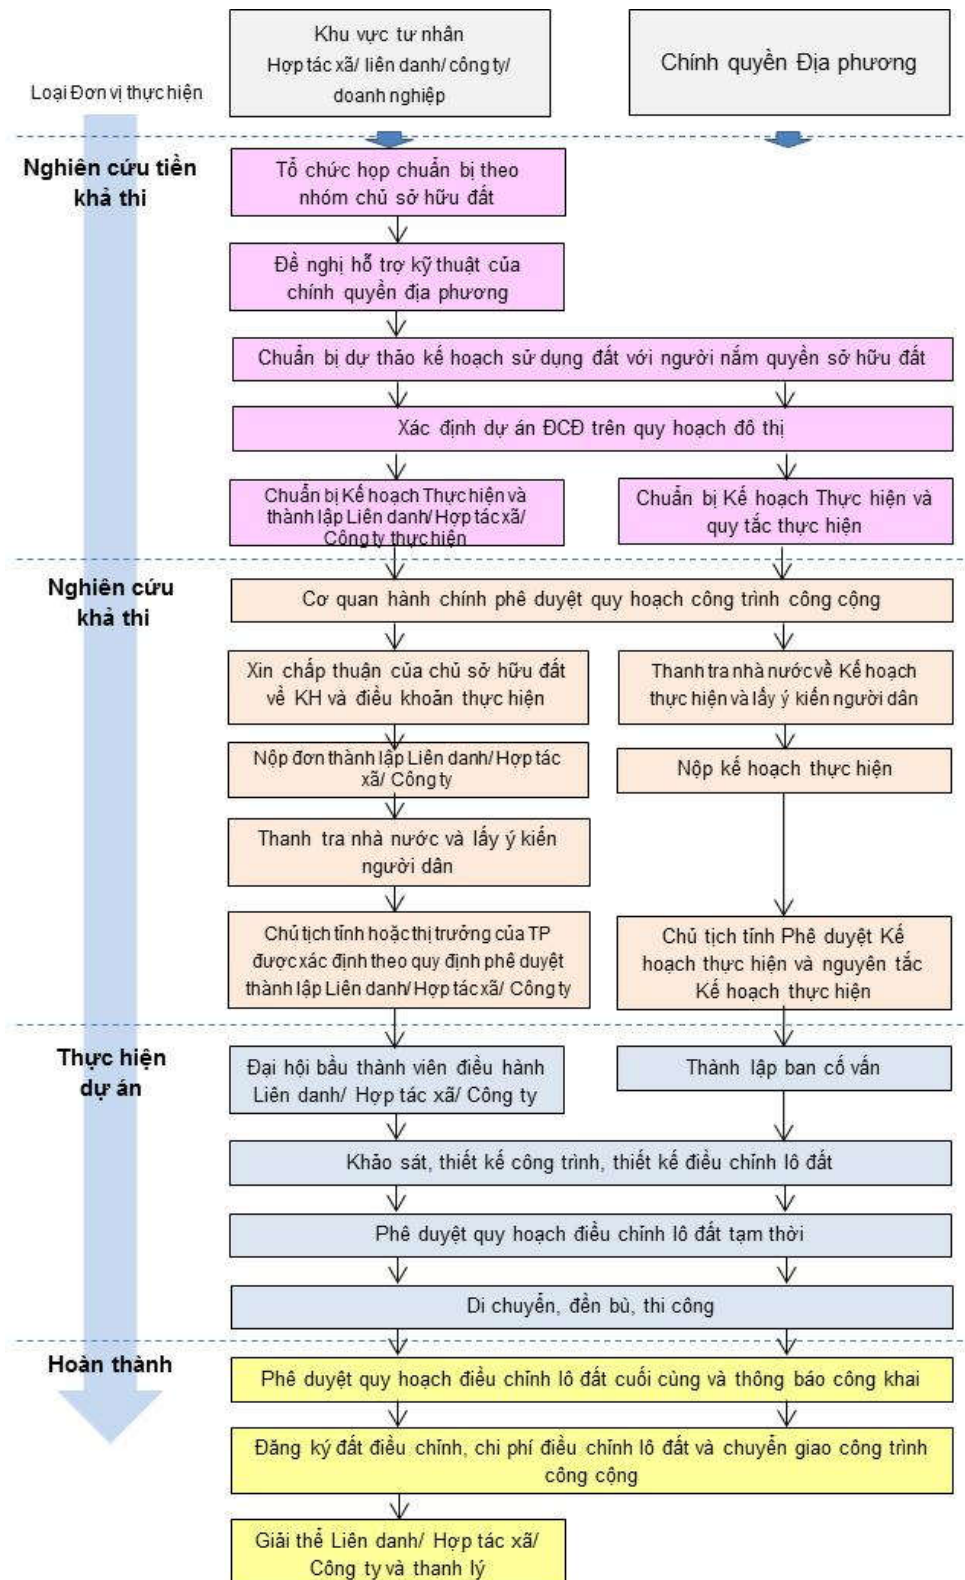 Khu vực tư nhân
Hợp tác xã/ liên danh/ công ty/
doanh nghiệp
Chính quyền Địa phương
Loại Đơn vị thực hiện
Nghiên cứu tiền
khả thi
Tổ chức họp chuẩn bị theo
nhóm chủ sở hữu đất
Đề nghị hỗ trợ kỹ thuật của
chính quyền địa phương
Chuẩn bị dự thảo kế hoạch sử dụng đất với người nắm quyền sở hữu đất
Xác định dự án ĐCĐ trên quy hoạch đô thị
Chuẩn bị Kế hoạch Thực hiện và
thành lập Liên danh/ Hợp tác xã/
Công ty thực hiện
Chuẩn bị Kế hoạch Thực hiện và
quy tắc thực hiện
Nghiên cứu
khả thi
Cơ quan hành chính phê duyệt quy hoạch công trình công cộng
Xin chấp thuận của chủ sở hữu đất
về KH và điều khoản thực hiện
Thanh tra nhà nước về Kế hoạch
thực hiện và lấy ý kiến người dân
Nộp đơn thành lập Liên danh/ Hợp tác
xã/ Công ty
Nộp kế hoạch thực hiện
Thanh tra nhà nước và lấy ý kiến
người dân
Chủ tịch tỉnh hoặc thị trưởng của TP
được xác định theo quy định phê duyệt
thành lập Liên danh/ Hợp tác xã/ Công ty
Chủ tịch tỉnh Phê duyệt Kế
hoạch thực hiện và nguyên tắc
Kế hoạch thực hiện
Thực hiện
dự án
Đại hội bầu thành viên điều hành
Liên danh/ Hợp tác xã/ Công ty
Thành lập ban cố vấn
Khảo sát, thiết kế công trình, thiết kế điều chỉnh lô đất
Phê duyệt quy hoạch điều chỉnh lô đất tạm thời
Di chuyển, đền bù, thi công
Hoàn thành
Phê duyệt quy hoạch điều chỉnh lô đất cuối cùng và thông báo công khai
Đăng ký đất điều chỉnh, chi phí điều chỉnh lô đất và chuyển giao công trình
công cộng
Giải thể Liên danh/ Hợp tác xã/
Công ty và thanh lý